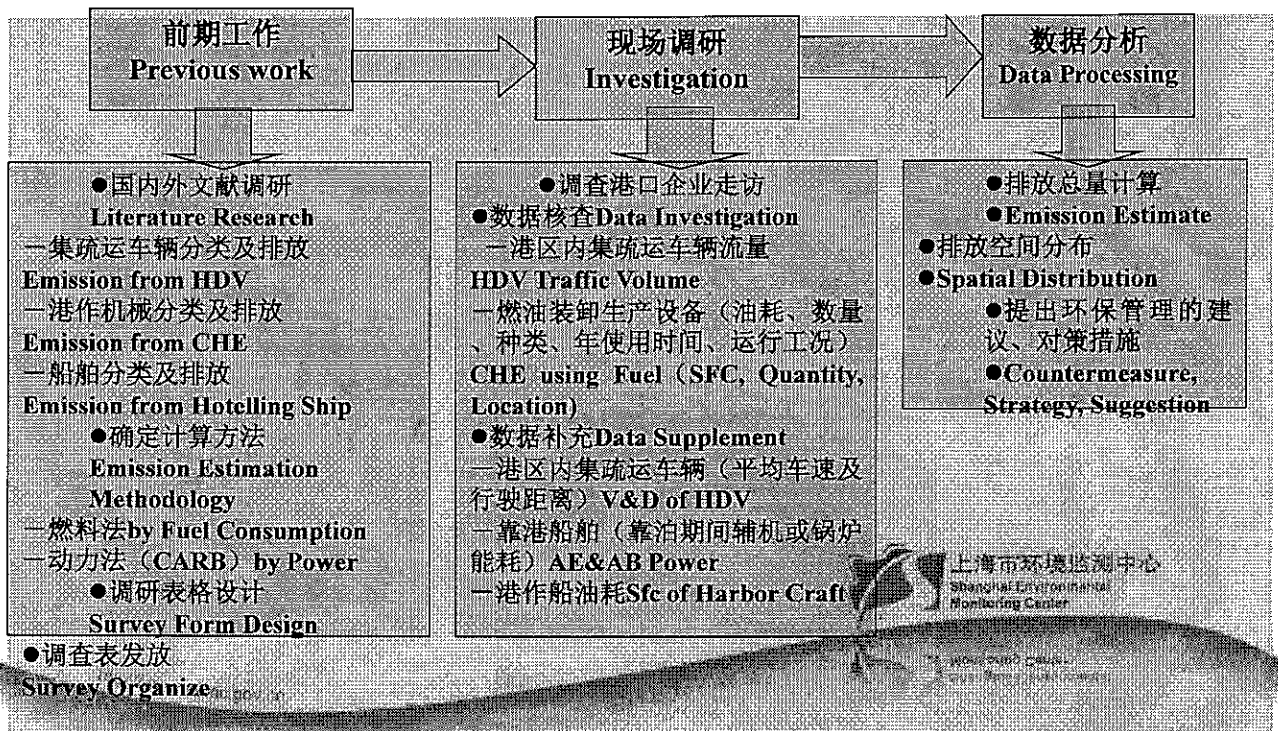 前期工作
Previous work
现场调研
Investigation
数据分析
Data Processing
●国内外文献调研
Literature Research
—集疏运车辆分类及排放
Emission from HDV
—港作机械分类及排放
Emission from CHE
—船舶分类及排放
Emission from Hotelling Ship
●确定计算方法
Emission Estimation
Methodology
—燃料法by Fuel Consumption
—动力法（CARB）by Power
●调研表格设计
Survey Form Design
●调查表发放
Survey Organize
●调查港口企业走访
●数据核查Data Investigation
—港区内集疏运车辆流量
HDV Traffic Volume
—燃油装卸生产设备（油耗、数量
、种类、年使用时间、运行工况）
CHE using Fuel（SFC, Quantity,
Location)
●数据补充Data Supplement
—港区内集疏运车辆（平均车速及
行驶距离）V&D of HDV
—靠港船舶（靠泊期间辅机或锅炉
能耗）AE&AB Power
—港作船油耗Sfc of Harbor Craft
●排放总量计算
●Emission Estimate
●排放空间分布
●Spatial Distribution
●提出环保管理的建
议、对策措施
●Countermeasure,
Strategy, Suggestion
上海市环境监测中心
Shanghai Environmental
Monitoring Center